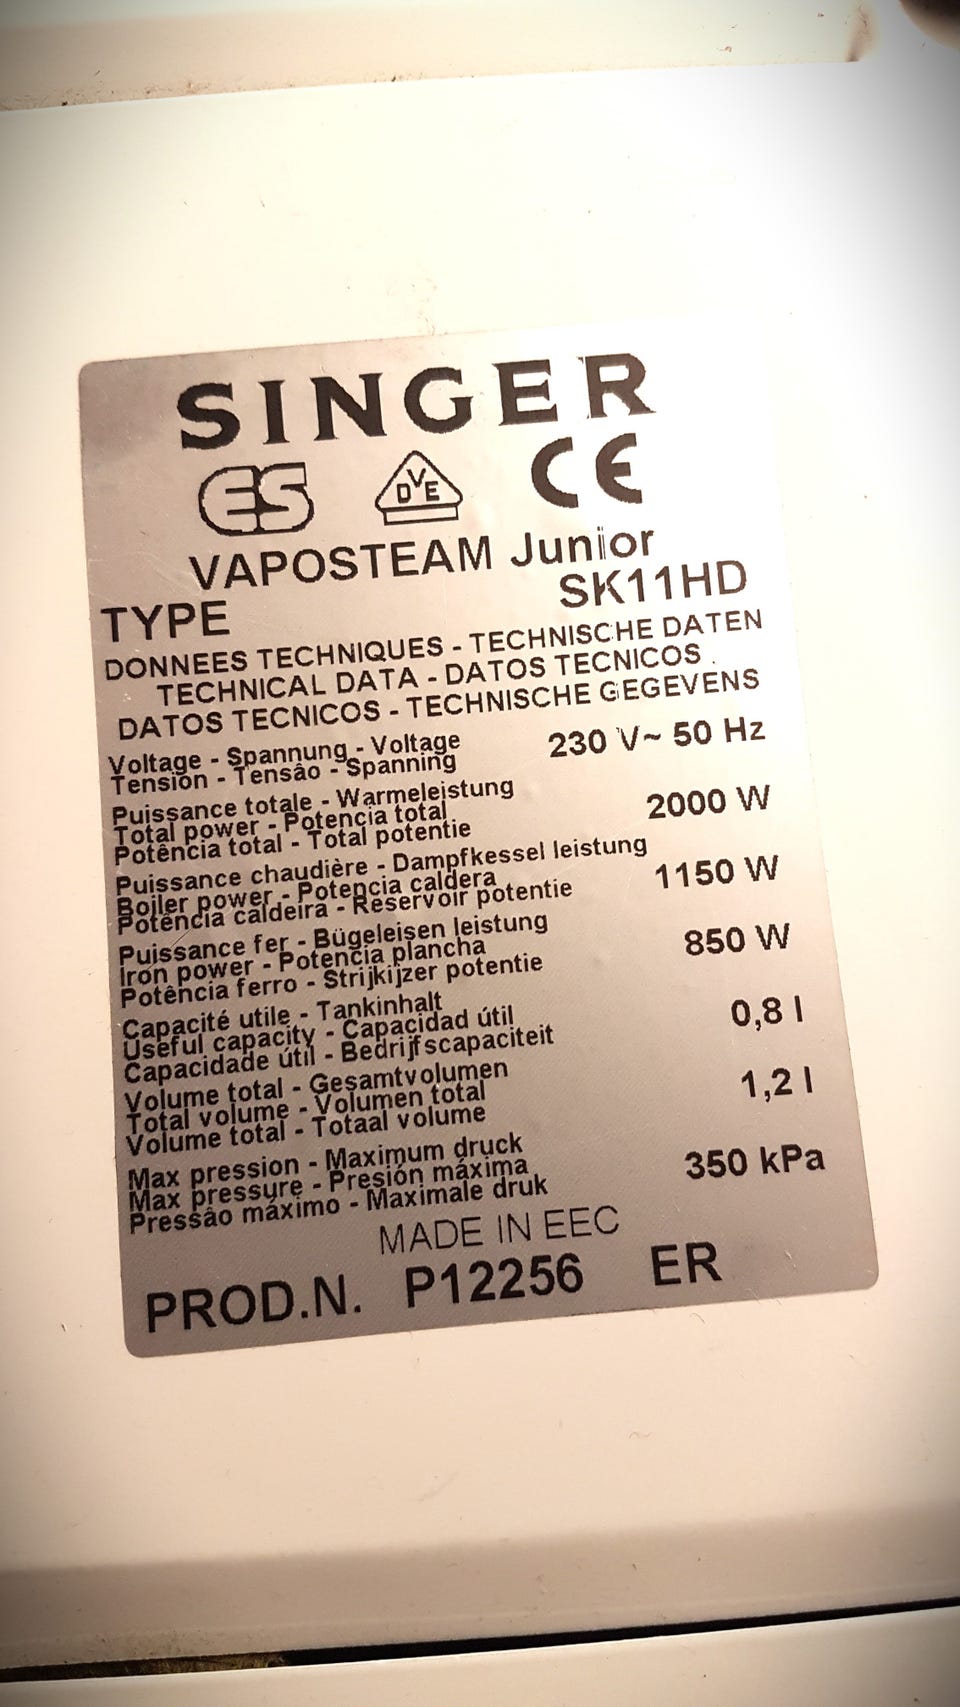 SINGER
GS DVE CE
VAPOSTEAM Junior
TYPE SK11HD
DONNEES TECHNIQUES - TECHNISCHE DATEN
TECHNICAL DATA - DATOS TECNICOS
DATOS TECNICOS - TECHNISCHE GEGEVENS
Voltage - Spannung - Voltage 230 V~ 50 Hz
Tension - Tensâo - Spanning
Puissance totale - Warmeleistung
Total power - Potencia total 2000 W
Potência total - Total potentie
Puissance chaudière - Dampfkessel leistung
Boiler power - Potencia caldera 1150 W
Potência caldeira - Reservoir potentie
Puissance fer - Bügeleisen leistung
Iron power - Potencia plancha 850 W
Potência ferro - Strijkijzer potentie
Capacité utile - Tankinhalt
Useful capacity - Capacidad útil 0,8 l
Capacidade útil - Bedrijfscapaciteit
Volume total - Gesamtvolumen
Total volume - Volumen total 1,2 l
Volume total - Totaal volume
Max pression - Maximum druck
Max pressure - Presión máxima 350 kPa
Pressâo máximo - Maximale druk
MADE IN EEC
PROD.N. P12256 ER